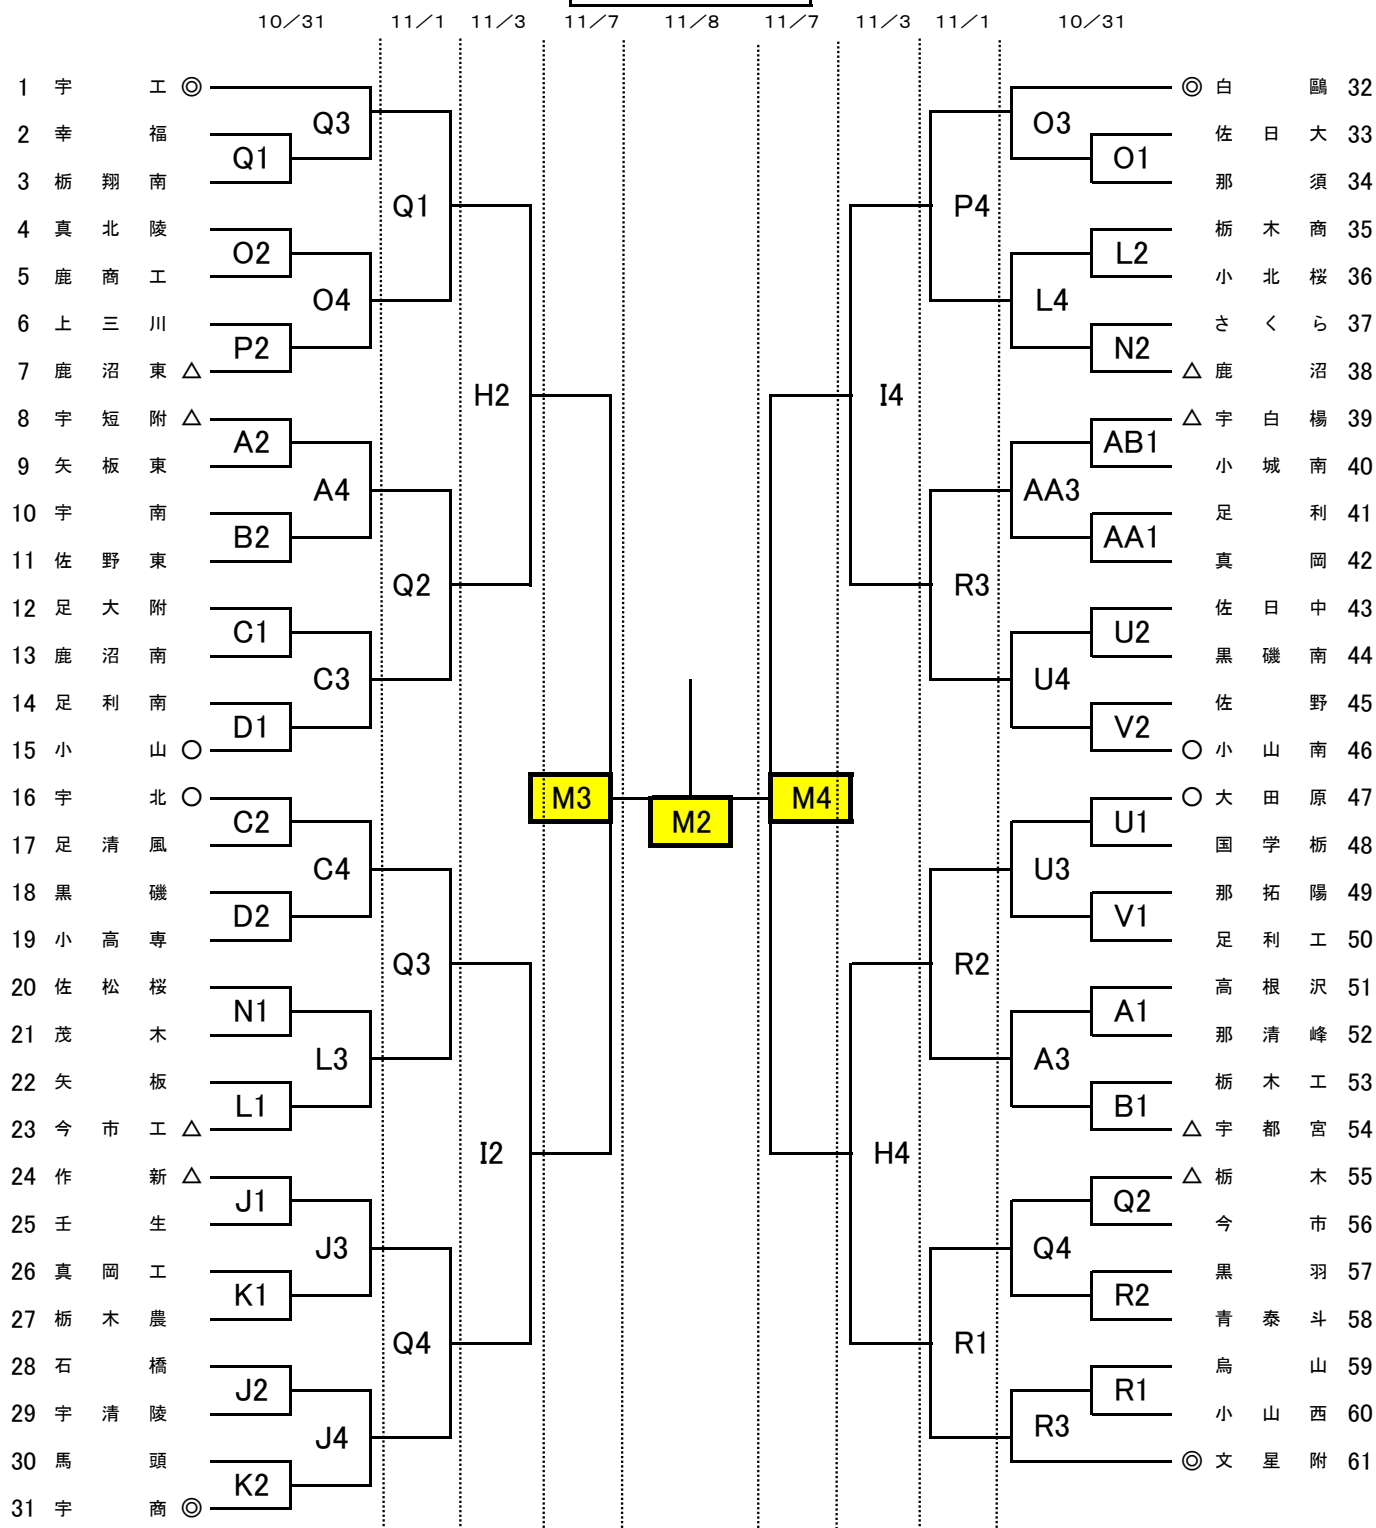 10／31 11／1 11／3 11／7 11／8 11／7 11／3 11／1 10／31
1 宇工 ◎ ◎ 白鷗 32
Q3 O3
2 幸福 佐日大 33
Q1 O1
3 栃翔南 那須 34
Q1 P4
4 真北陵 栃木商 35
O2 L2
5 鹿商工 小北桜 36
O4 L4
6 上三川 さくら 37
P2 N2
7 鹿沼東 △ △ 鹿沼 38
H2 I4
8 宇短附 △ △ 宇白楊 39
A2 AB1
9 矢板東 小城南 40
A4 AA3
10 宇南 足利 41
B2 AA1
11 佐野東 真岡 42
Q2 R3
12 足大附 佐日中 43
C1 U2
13 鹿沼南 黒磯南 44
C3 U4
14 足利南 佐野 45
D1 V2
15 小山 ○ ○ 小山南 46
16 宇北 ○ M3 M4 ○ 大田原 47
C2 M2 U1
17 足清風 国学栃 48
C4 U3
18 黒磯 那拓陽 49
D2 V1
19 小高専 足利工 50
Q3 R2
20 佐松桜 高根沢 51
N1 A1
21 茂木 那清峰 52
L3 A3
22 矢板 栃木工 53
L1 B1
23 今市工 △ △ 宇都宮 54
I2 H4
24 作新 △ △ 栃木 55
J1 Q2
25 壬生 今市 56
J3 Q4
26 真岡工 黒羽 57
K1 R2
27 栃木農 青泰斗 58
Q4 R1
28 石橋 烏山 59
J2 R1
29 宇清陵 小山西 60
J4 R3
30 馬頭 ◎ 文星附 61
K2
31 宇商 ◎